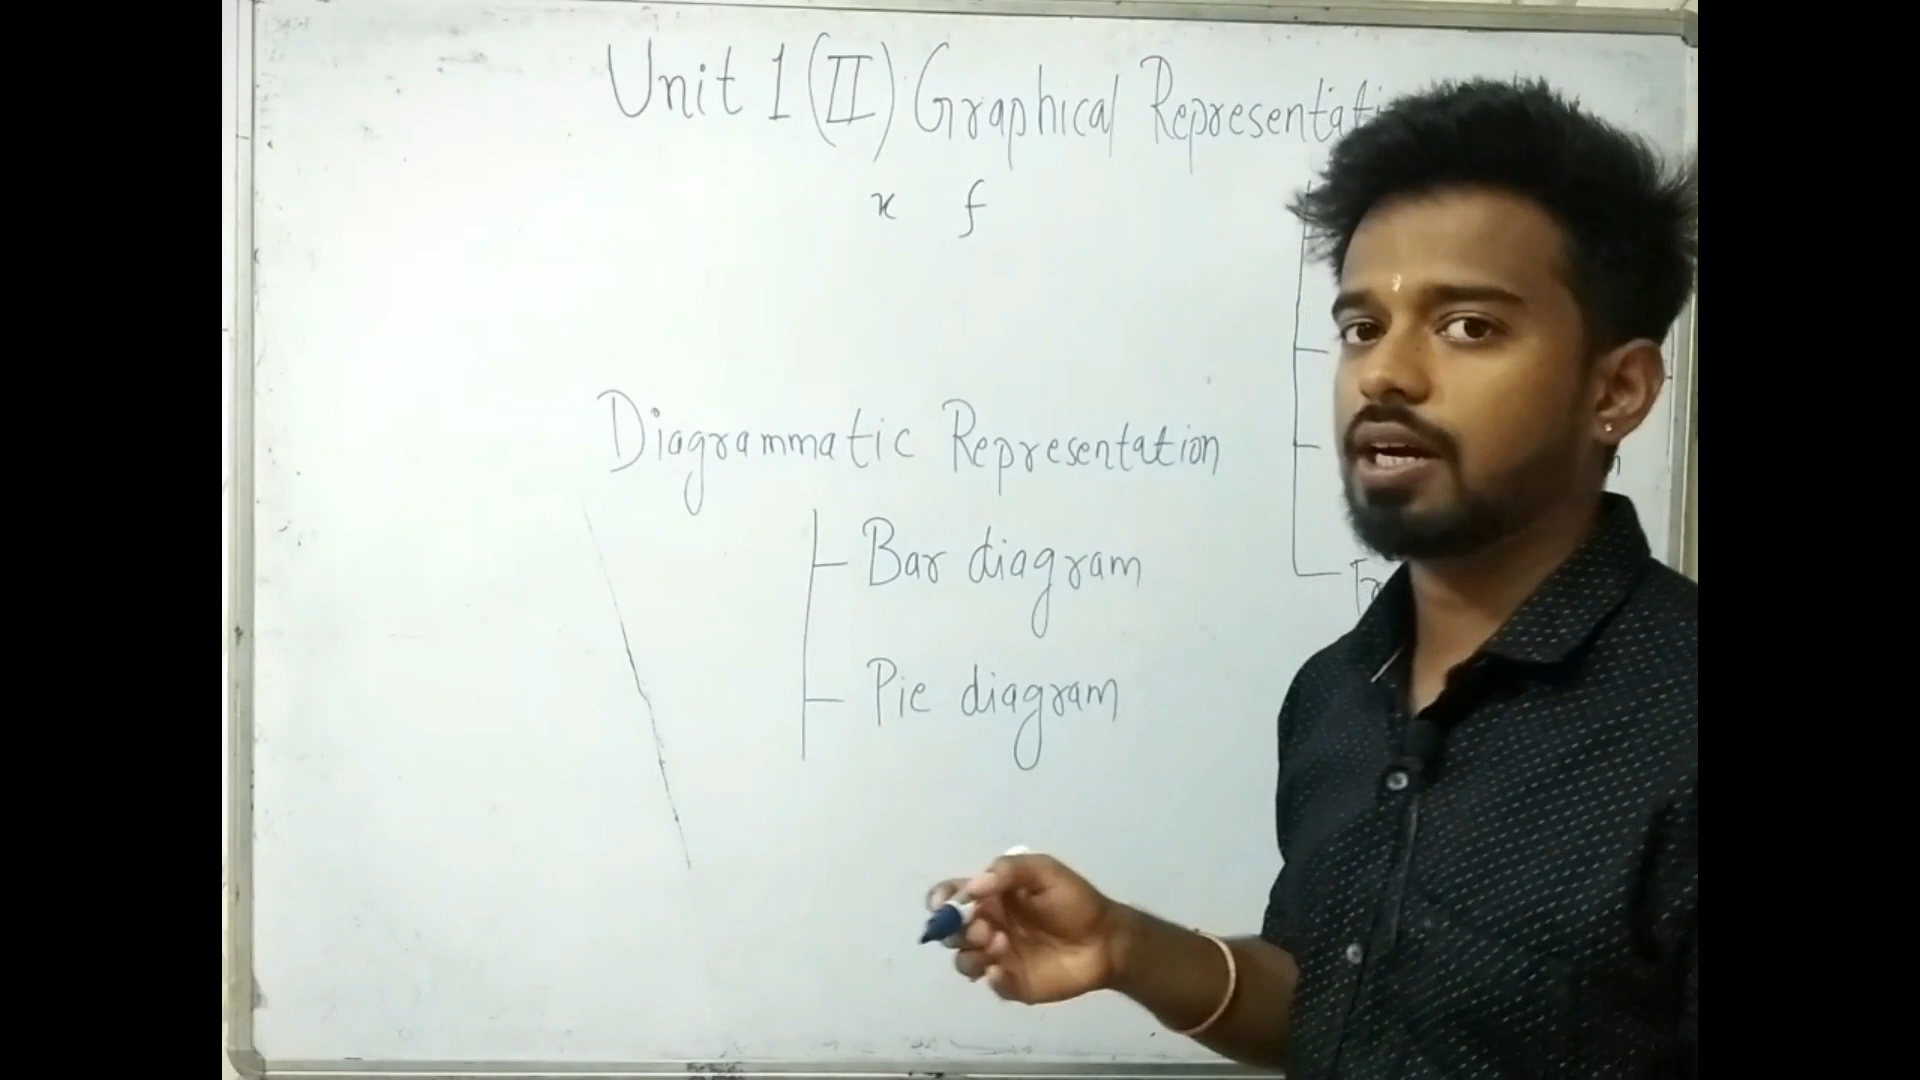 Unit 1 (II) Graphical Representati
x f
Diagrammatic Representation
Bar diagram
Pie diagram